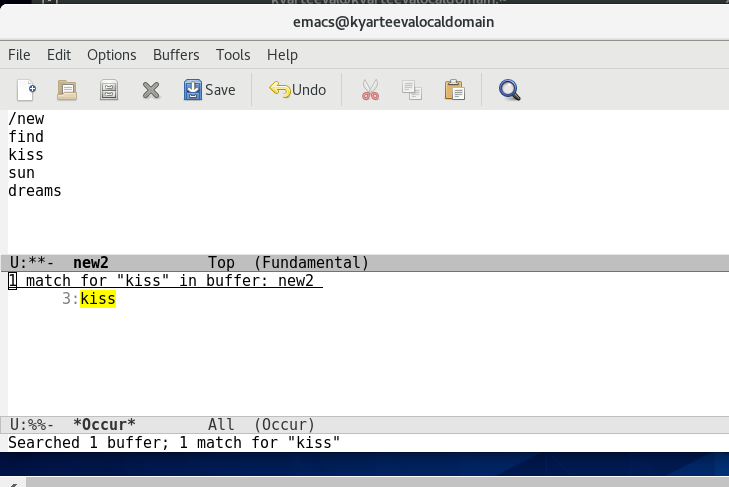 emacs@kyarteevalocaldomain
File Edit Options Buffers Tools Help
Save Undo
/new
find
kiss
sun
dreams
U:**-  new2           Top  (Fundamental)
1 match for "kiss" in buffer: new2
      3:kiss
U:%%-  *Occur*        All  (Occur)
Searched 1 buffer; 1 match for "kiss"